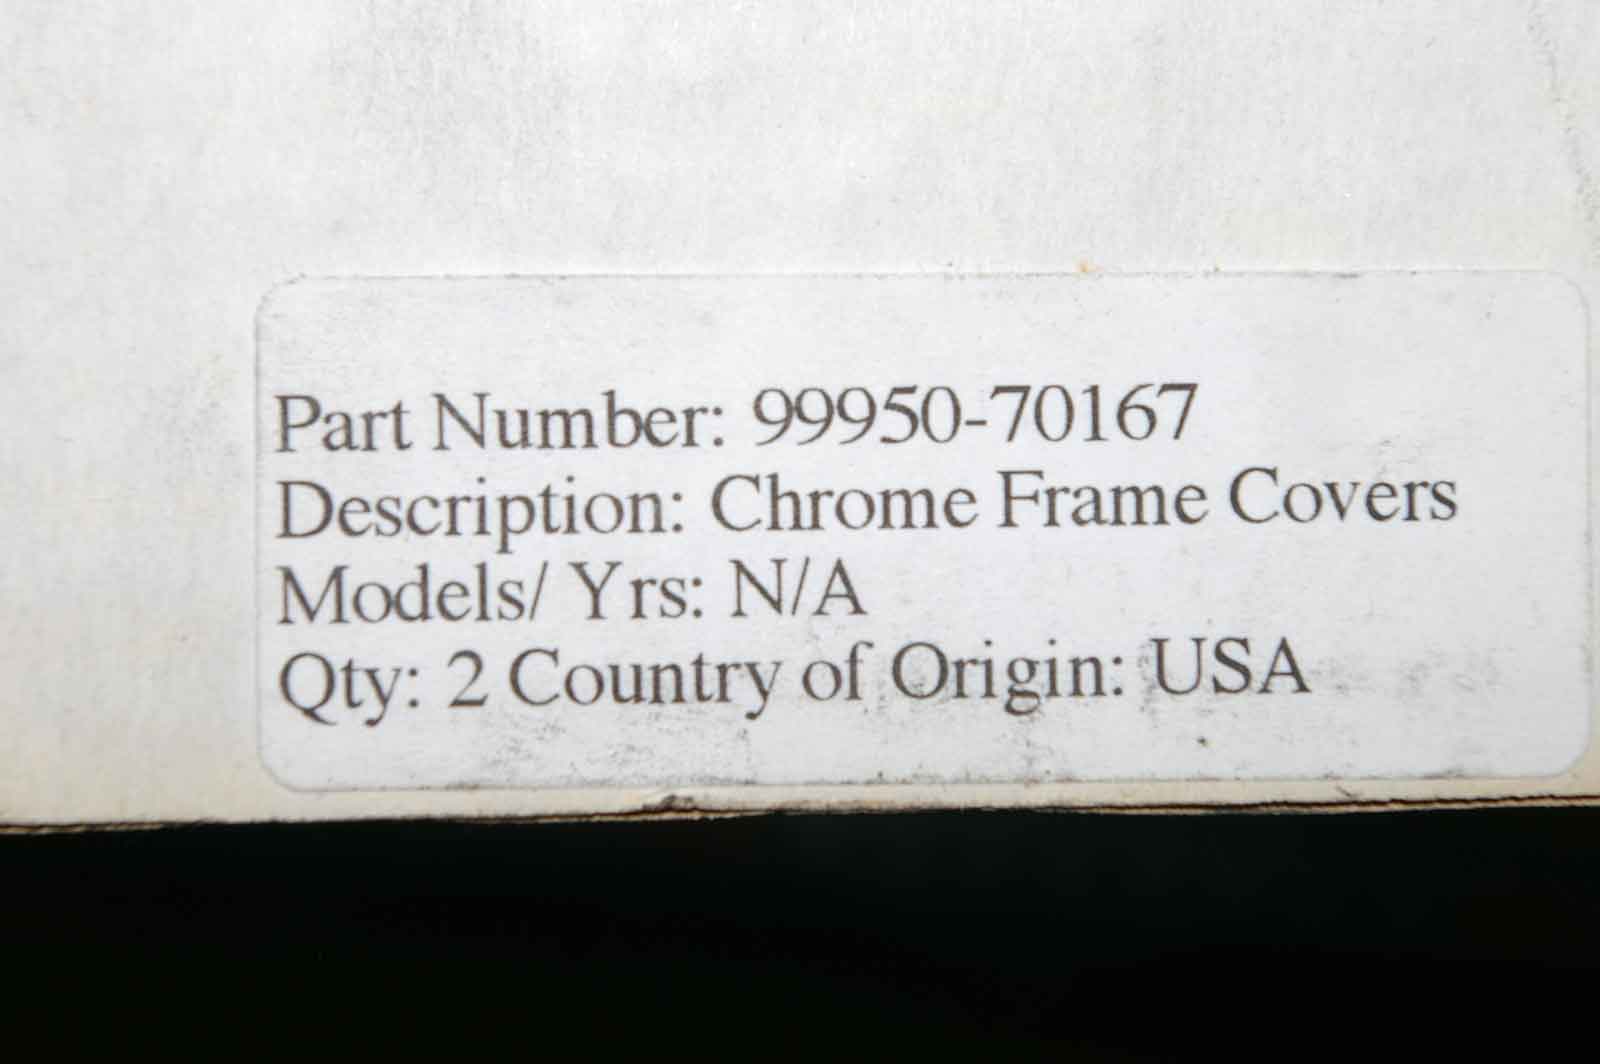 Part Number: 99950-70167
Description: Chrome Frame Covers
Models/ Yrs: N/A
Qty: 2 Country of Origin: USA